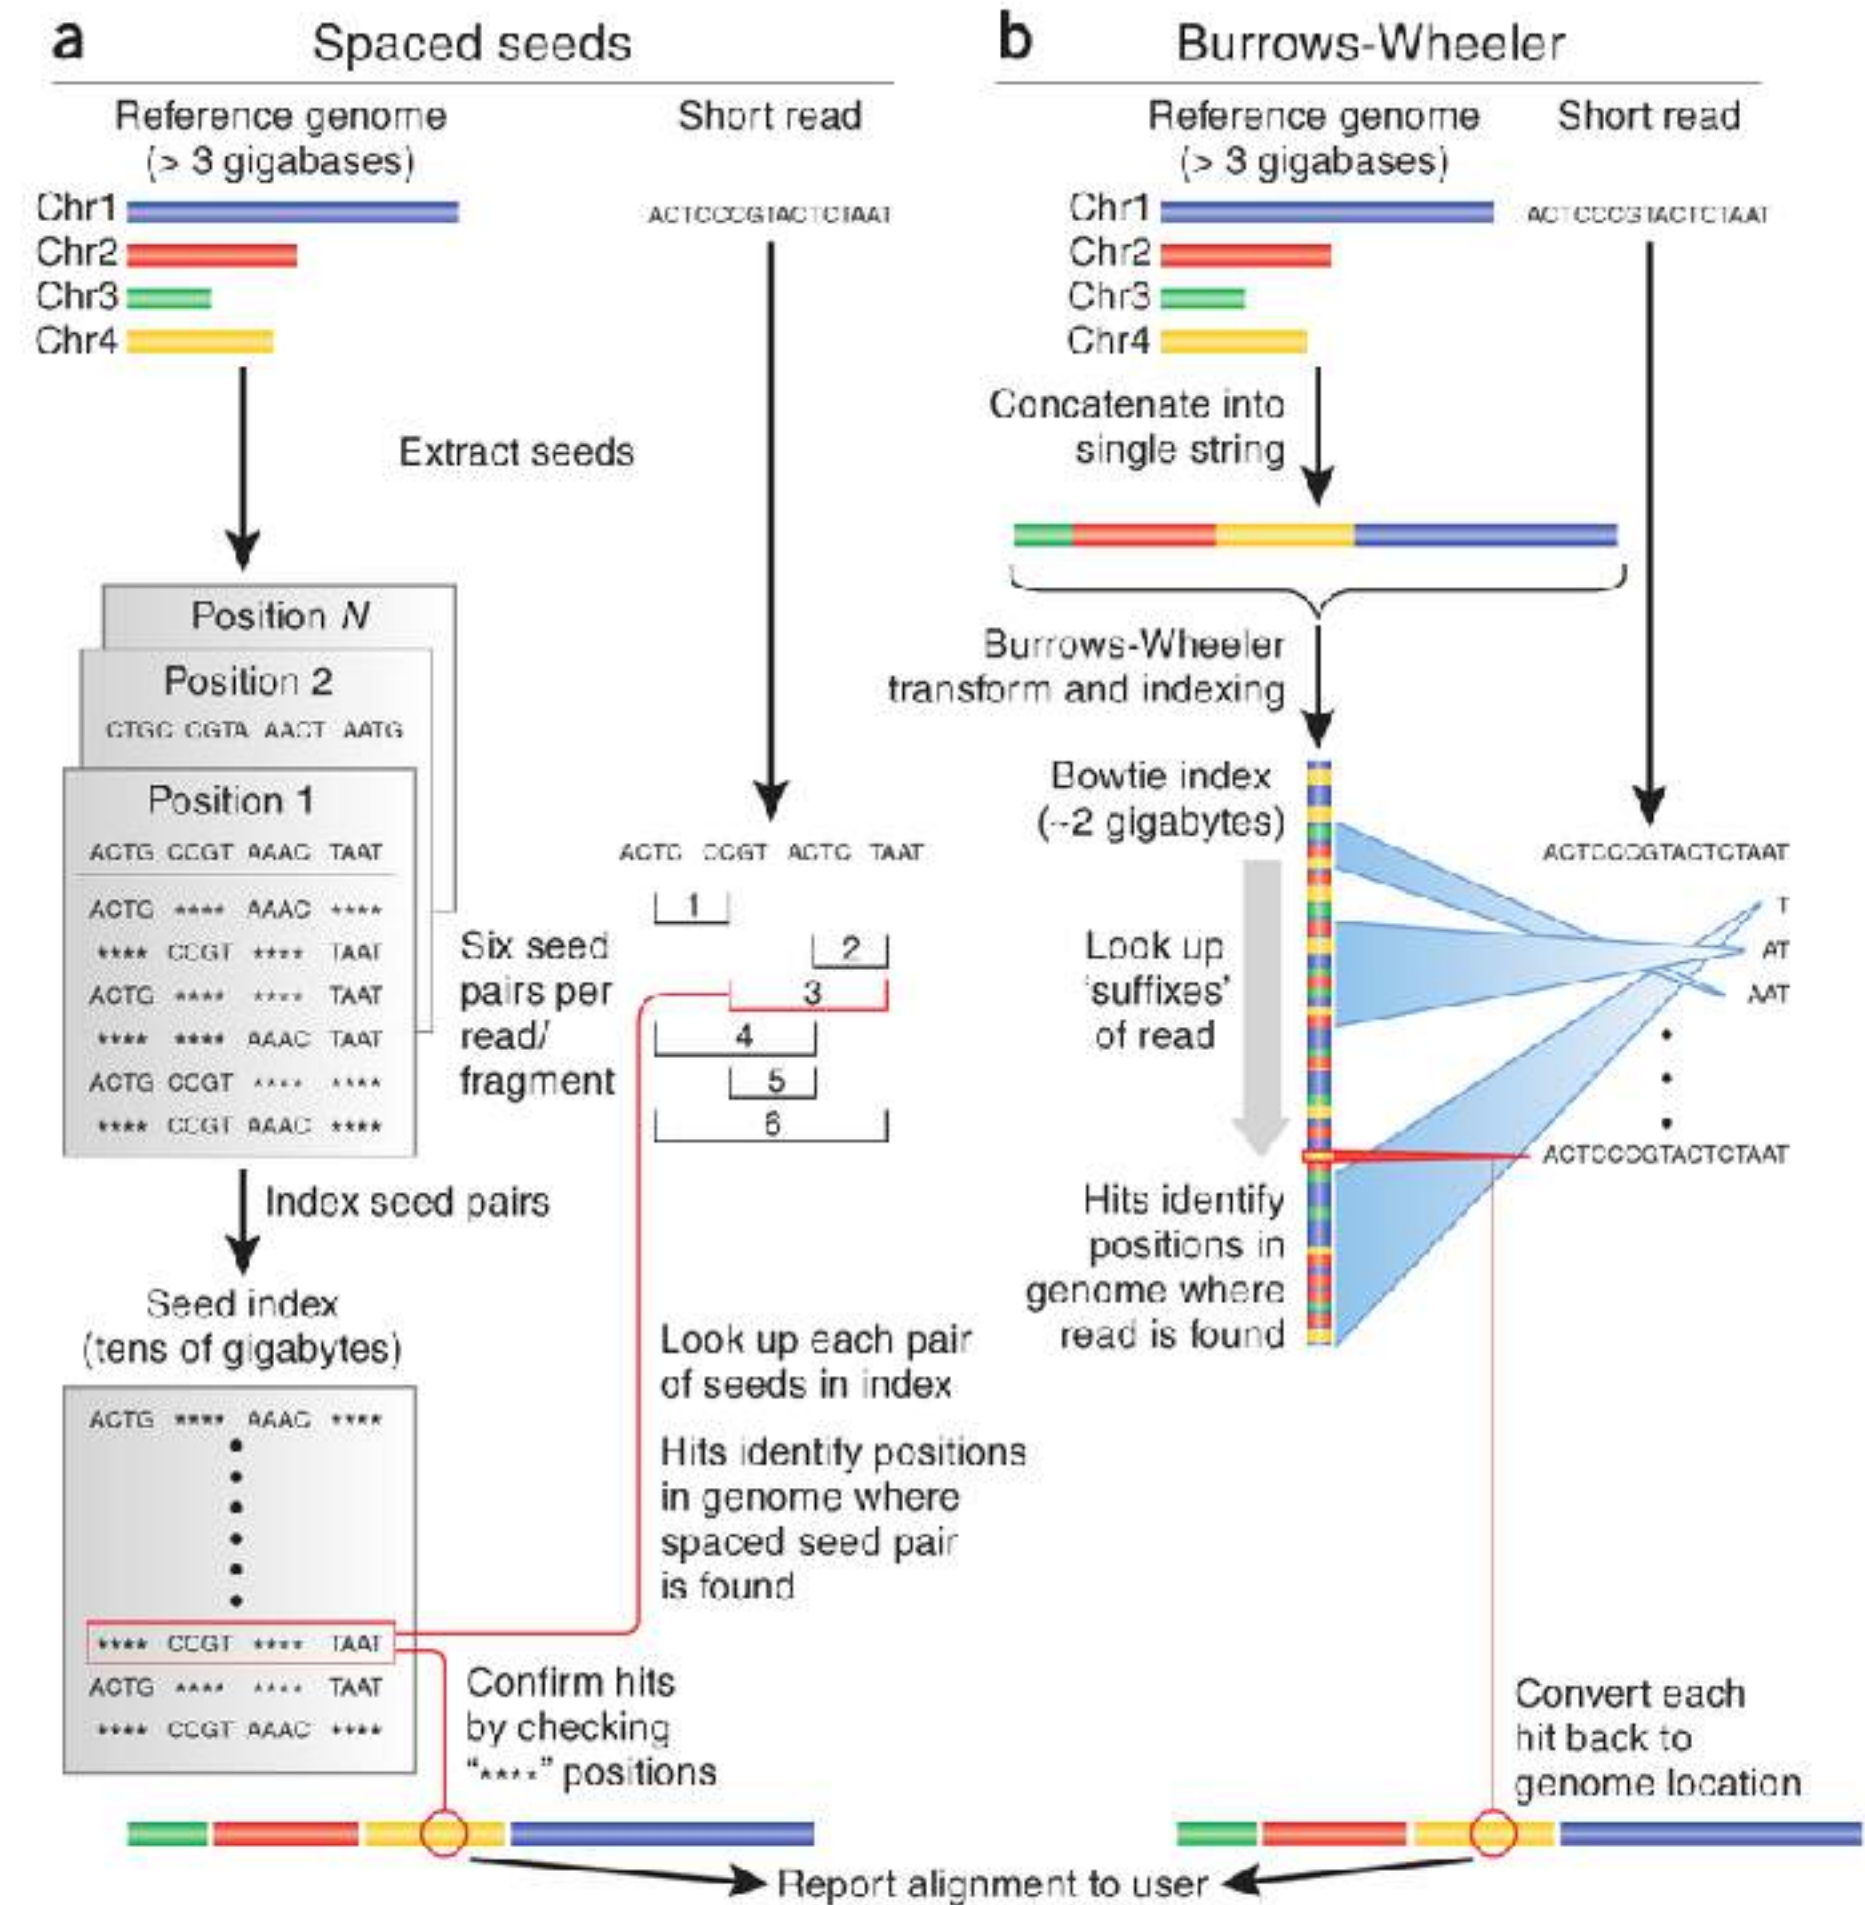 a
Spaced seeds
Reference genome
(> 3 gigabases)
Short read
Chr1
Chr2
Chr3
Chr4
ACTCCCGTACTCTAAT
Extract seeds
Position N
Position 2
CTGC CGTA AACT AATG
Position 1
ACTG CCGT AAAC TAAT
ACTG **** AAAC ****
**** CCGT **** TAAT
ACTG **** **** TAAT
**** **** AAAC TAAT
ACTG CCGT **** ****
**** CCGT AAAC ****
Six seed
pairs per
read/
fragment
ACTC CCGT ACTC TAAT
1
2
3
4
5
6
Index seed pairs
Seed index
(tens of gigabytes)
ACTG **** AAAC ****
**** CCGT **** TAAT
ACTG **** **** TAAT
**** CCGT AAAC ****
Look up each pair
of seeds in index
Hits identify positions
in genome where
spaced seed pair
is found
Confirm hits
by checking
“****” positions
b
Burrows-Wheeler
Reference genome
(> 3 gigabases)
Short read
Chr1
Chr2
Chr3
Chr4
ACTCCCGTACTCTAAT
Concatenate into
single string
Burrows-Wheeler
transform and indexing
Bowtie index
(~2 gigabytes)
Look up
‘suffixes’
of read
ACTCCCGTACTCTAAT
T
AT
AAT
ACTCCCGTACTCTAAT
Hits identify
positions in
genome where
read is found
Convert each
hit back to
genome location
Report alignment to user